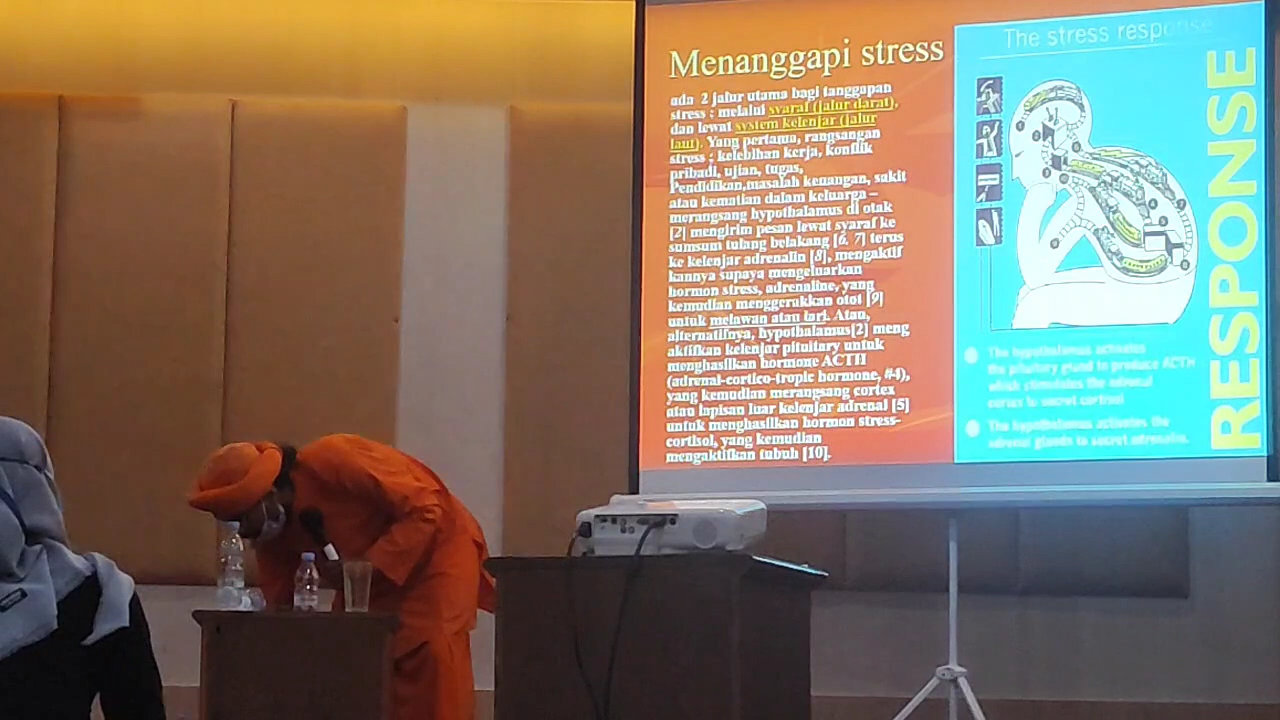 Menanggapi stress
ada 2 jalur utama bagi tanggapan
stress : melalui syaraf (jalur darat),
dan lewat system kelenjar (jalur
laut). Yang pertama, rangsangan
stress : kelebihan kerja, konflik
pribadi, ujian, tugas,
Pendidikan,masalah keuangan, sakit
atau kematian dalam keluarga –
merangsang hypothalamus di otak
[2] mengirim pesan lewat syaraf ke
sumsum tulang belakang [6, 7] terus
ke kelenjar adrenalin [8], mengaktif
kannya supaya mengeluarkan
hormon stress, adrenaline, yang
kemudian menggerakkan otot [9]
untuk melawan atau lari. Atau,
alternatifnya, hypothalamus[2] meng
aktifkan kelenjar pituitary untuk
menghasilkan hormone ACTH
(adrenal-cortico-tropic hormone, #4),
yang kemudian merangsang cortex
atau lapisan luar kelenjar adrenal [5]
untuk menghasilkan hormon stress-
cortisol, yang kemudian
mengaktifkan tubuh [10].
The stress response
RESPONSE
The hypothalamus activates
the pituitary gland to produce ACTH
which stimulates the adrenal
cortex to secret cortisol
The hypothalamus activates the
adrenal glands to secret adrenalin.